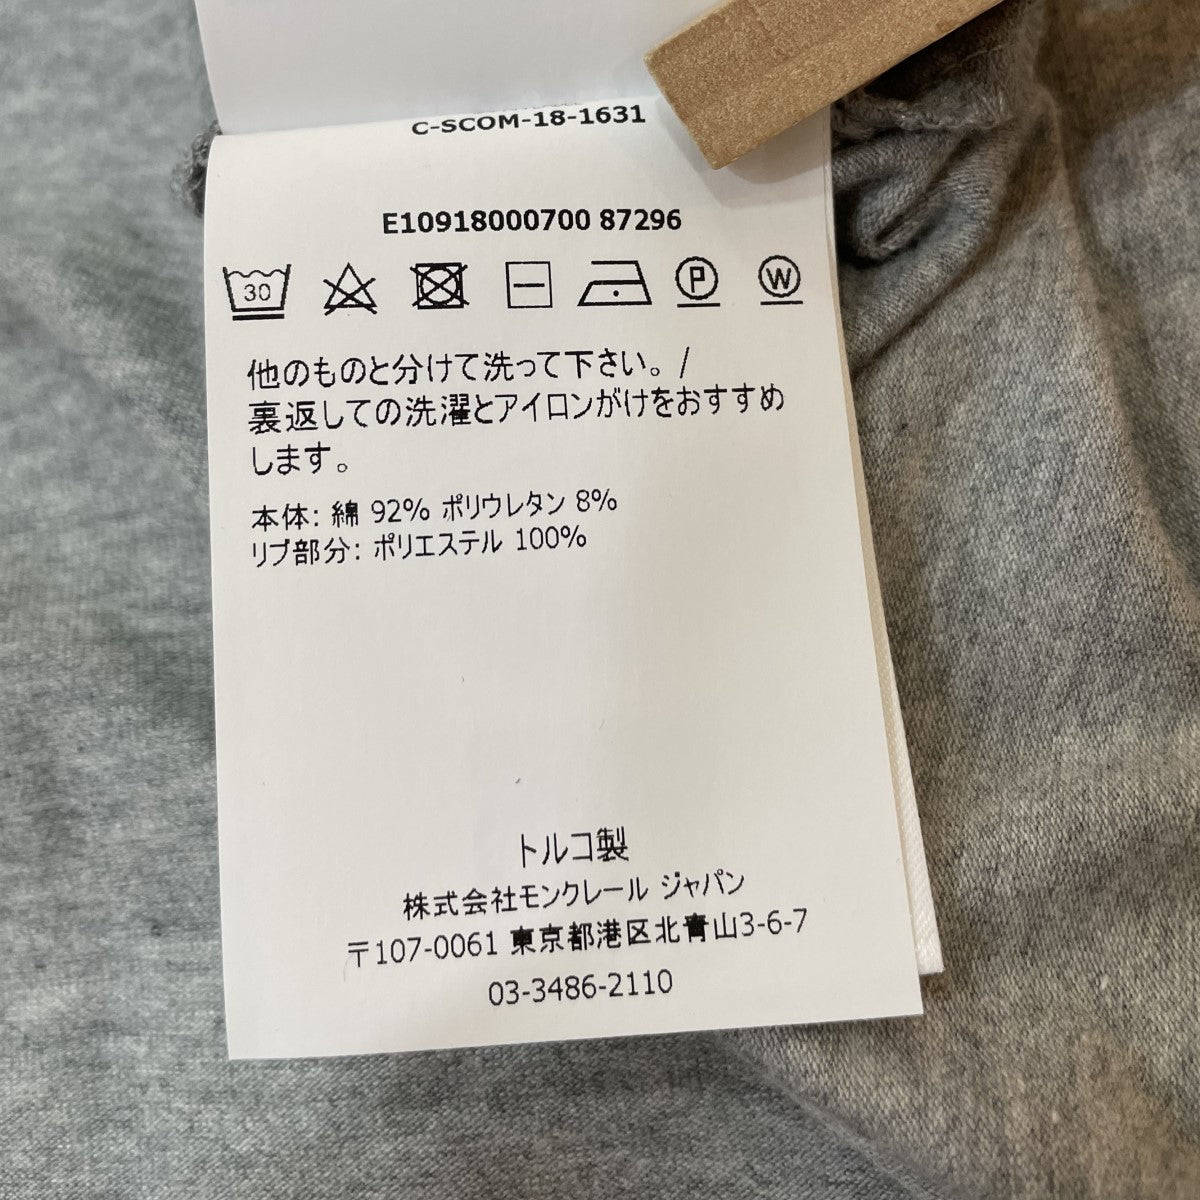 C-SCOM-18-1631
E10918000700 87296
30 P W
他のものと分けて洗って下さい。/
裏返しての洗濯とアイロンがけをおすすめ
します。
本体: 綿 92% ポリウレタン 8%
リブ部分: ポリエステル 100%
トルコ製
株式会社モンクレール ジャパン
〒107-0061 東京都港区北青山3-6-7
03-3486-2110